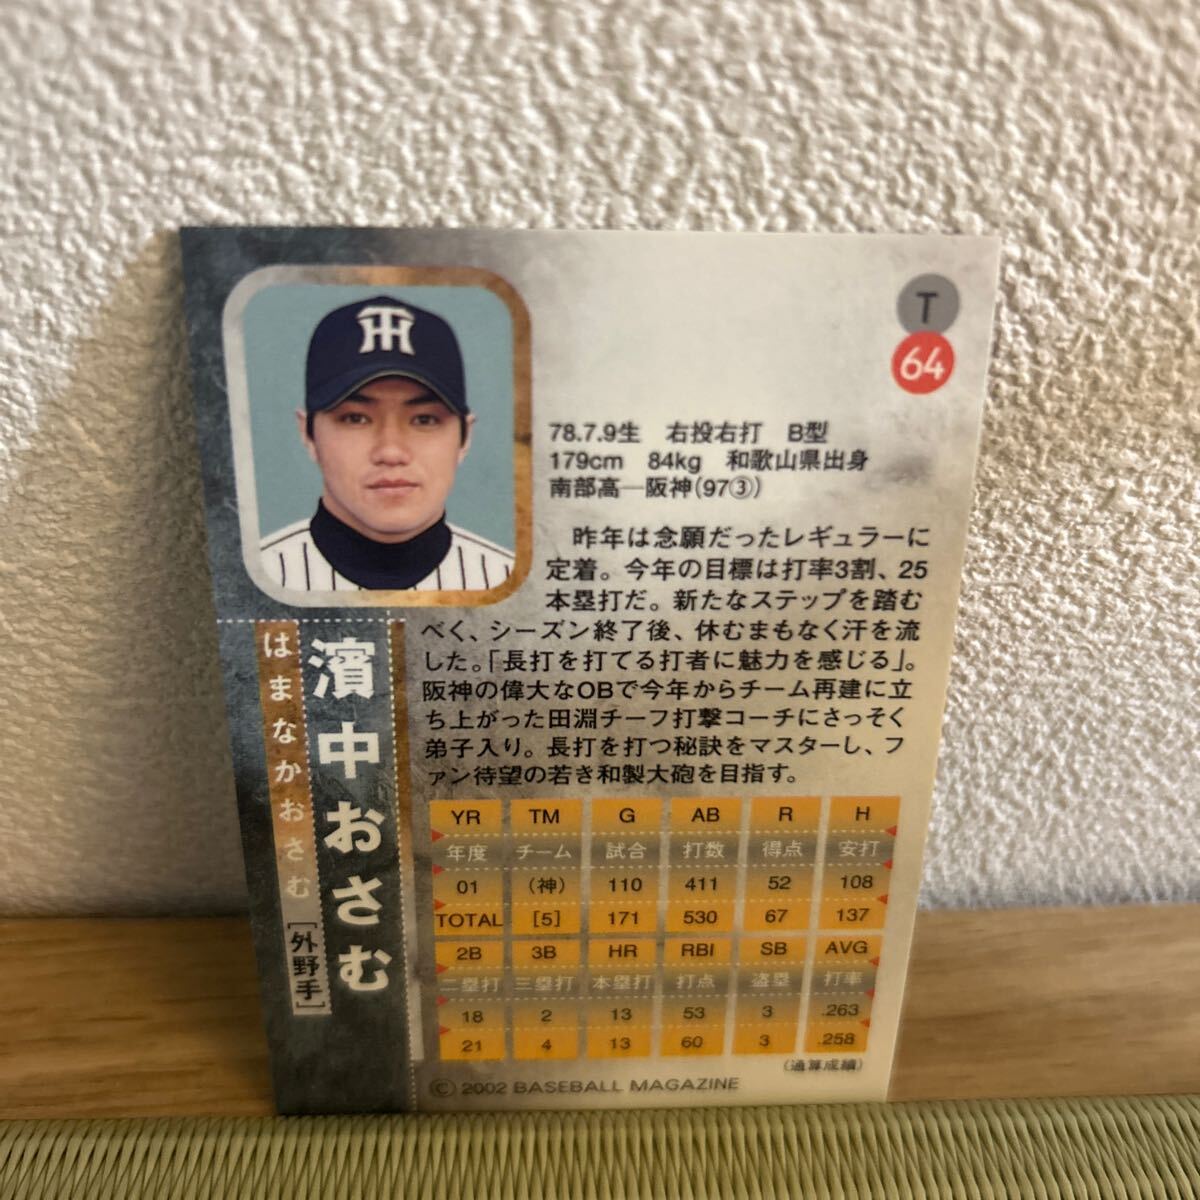 T
64
TH
78.7.9生　右投右打　B型
179cm　84kg　和歌山県出身
南部高―阪神(97③)
昨年は念願だったレギュラーに
定着。今年の目標は打率3割、25
本塁打だ。新たなステップを踏む
べく、シーズン終了後、休むまもなく汗を流
した。「長打を打てる打者に魅力を感じる」。
阪神の偉大なOBで今年からチーム再建に立
ち上がった田淵チーフ打撃コーチにさっそく
弟子入り。長打を打つ秘訣をマスターし、フ
ァン待望の若き和製大砲を目指す。
濱中おさむ
はまなかおさむ
[外野手]
YR TM G AB R H
年度 チーム 試合 打数 得点 安打
01 (神) 110 411 52 108
TOTAL [5] 171 530 67 137
2B 3B HR RBI SB AVG
二塁打 三塁打 本塁打 打点 盗塁 打率
18 2 13 53 3 .263
21 4 13 60 3 .258
(通算成績)
© 2002 BASEBALL MAGAZINE